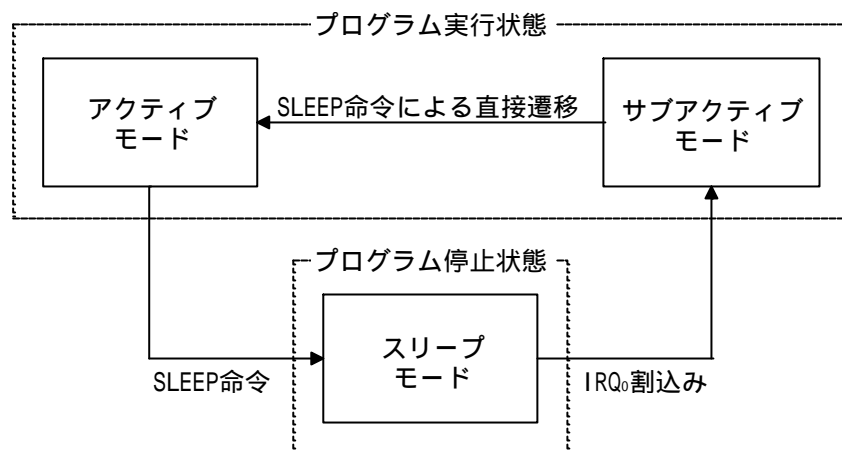 プログラム実行状態
アクティブ
モード
SLEEP命令による直接遷移
サブアクティブ
モード
プログラム停止状態
スリープ
モード
SLEEP命令
IRQ₀割込み